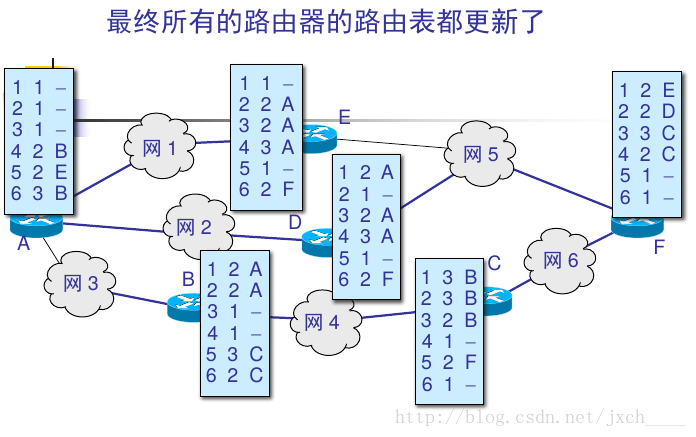 最终所有的路由器的路由表都更新了
1 1 –
2 1 –
3 1 –
4 2 B
5 2 E
6 3 B
A
网 1
1 1 –
2 2 A
3 2 A
4 3 A
5 1 –
6 2 F
E
网 5
1 2 E
2 2 D
3 3 C
4 2 C
5 1 –
6 1 –
F
网 2
D
1 2 A
2 1 –
3 2 A
4 3 A
5 1 –
6 2 F
网 3
B
1 2 A
2 2 A
3 1 –
4 1 –
5 3 C
6 2 C
网 4
C
1 3 B
2 3 B
3 2 B
4 1 –
5 2 F
6 1 –
网 6
http://blog.csdn.net/jxch____